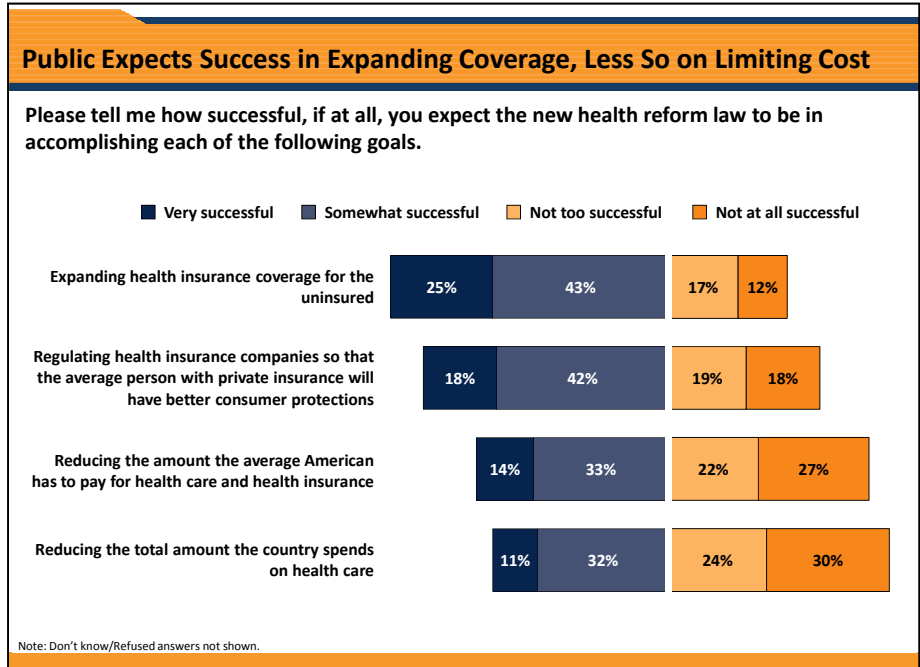 Public Expects Success in Expanding Coverage, Less So on Limiting Cost
Please tell me how successful, if at all, you expect the new health reform law to be in
accomplishing each of the following goals.
Very successful Somewhat successful Not too successful Not at all successful
Expanding health insurance coverage for the
uninsured
25% 43% 17% 12%
Regulating health insurance companies so that
the average person with private insurance will
have better consumer protections
18% 42% 19% 18%
Reducing the amount the average American
has to pay for health care and health insurance
14% 33% 22% 27%
Reducing the total amount the country spends
on health care
11% 32% 24% 30%
Note: Don’t know/Refused answers not shown.